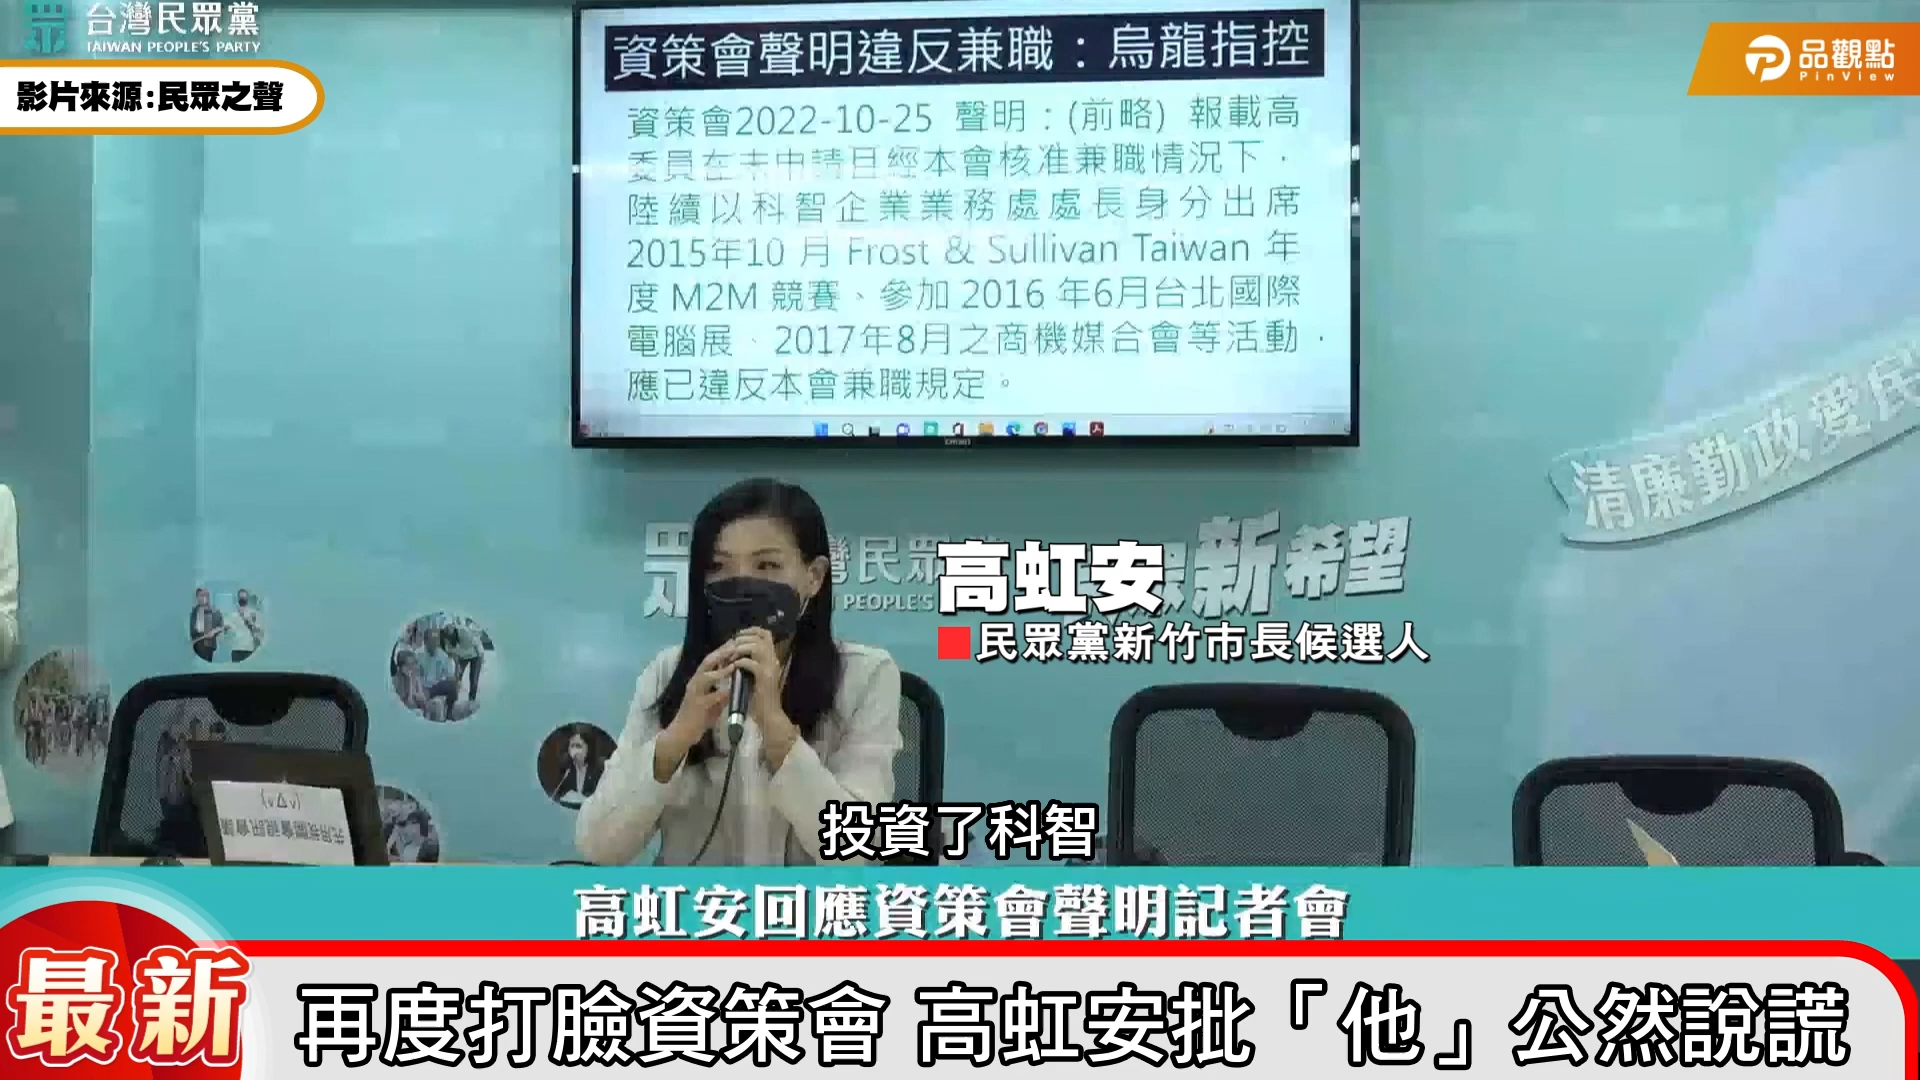 台灣民眾黨
TAIWAN PEOPLE'S PARTY
影片來源:民眾之聲
品觀點
PinView
資策會聲明違反兼職：烏龍指控
資策會2022-10-25 聲明：(前略) 報載高
委員在未申請且經本會核准兼職情況下，
陸續以科智企業業務處處長身分出席
2015年10 月 Frost & Sullivan Taiwan 年
度 M2M 競賽、參加 2016 年6月台北國際
電腦展、2017年8月之商機媒合會等活動，
應已違反本會兼職規定。
清廉勤政愛民
灣民眾
PEOPLE'S
新希望
高虹安
民眾黨新竹市長候選人
投資了科智
高虹安回應資策會聲明記者會
最新
再度打臉資策會 高虹安批「他」公然說謊